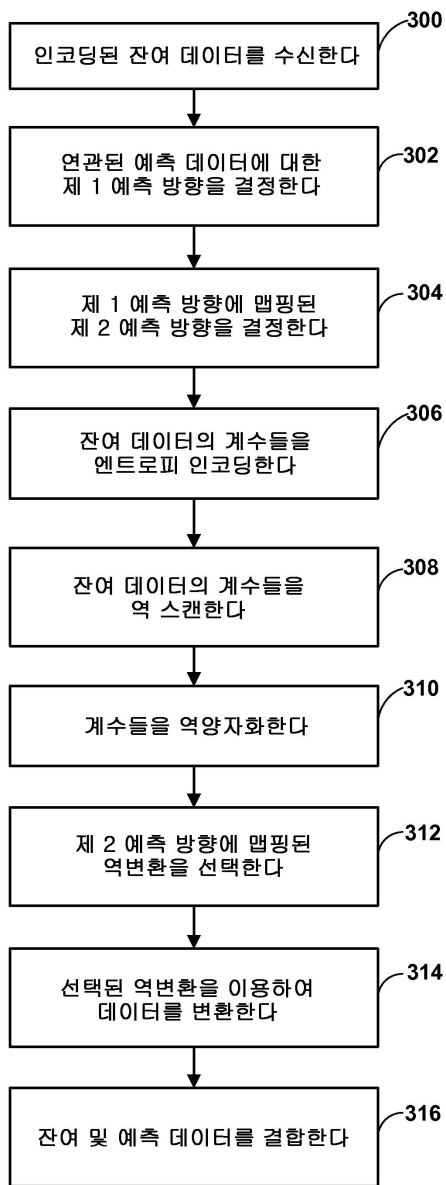 300
인코딩된 잔여 데이터를 수신한다
302
연관된 예측 데이터에 대한
제 1 예측 방향을 결정한다
304
제 1 예측 방향에 맵핑된
제 2 예측 방향을 결정한다
306
잔여 데이터의 계수들을
엔트로피 인코딩한다
308
잔여 데이터의 계수들을
역 스캔한다
310
계수들을 역양자화한다
312
제 2 예측 방향에 맵핑된
역변환을 선택한다
314
선택된 역변환을 이용하여
데이터를 변환한다
316
잔여 및 예측 데이터를 결합한다